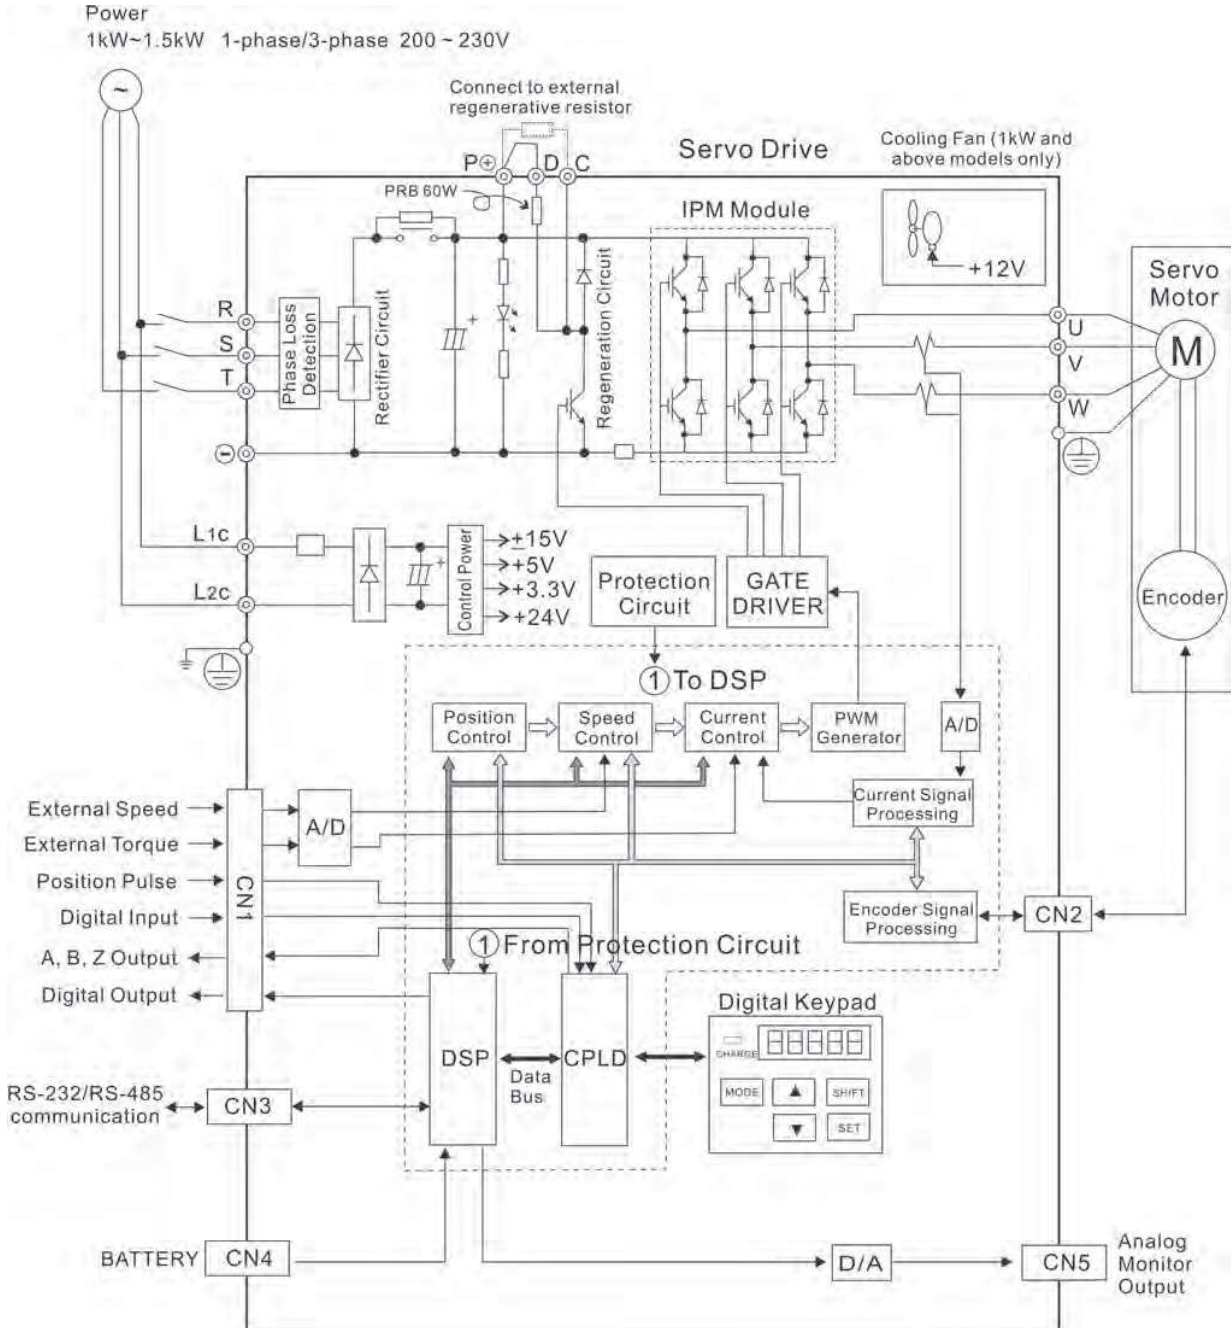 Power
1kW~1.5kW 1-phase/3-phase 200 ~ 230V
~
Connect to external
regenerative resistor
Servo Drive
Cooling Fan (1kW and
above models only)
P⊕ D C
PRB 60W
IPM Module
+12V
Servo
Motor
R
S
T
Phase Loss
Detection
Rectifier Circuit
+
Regeneration Circuit
U
V
W
M
⊖
L1c
L2c
+
Control Power
±15V
+5V
+3.3V
+24V
Protection
Circuit
GATE
DRIVER
Encoder
① To DSP
Position
Control
Speed
Control
Current
Control
PWM
Generator
A/D
External Speed
External Torque
Position Pulse
Digital Input
A, B, Z Output
Digital Output
CN1
A/D
Current Signal
Processing
Encoder Signal
Processing
CN2
① From Protection Circuit
DSP
Data
Bus
CPLD
Digital Keypad
CHARGE
MODE
▲
SHIFT
▼
SET
RS-232/RS-485
communication
CN3
BATTERY
CN4
D/A
CN5
Analog
Monitor
Output